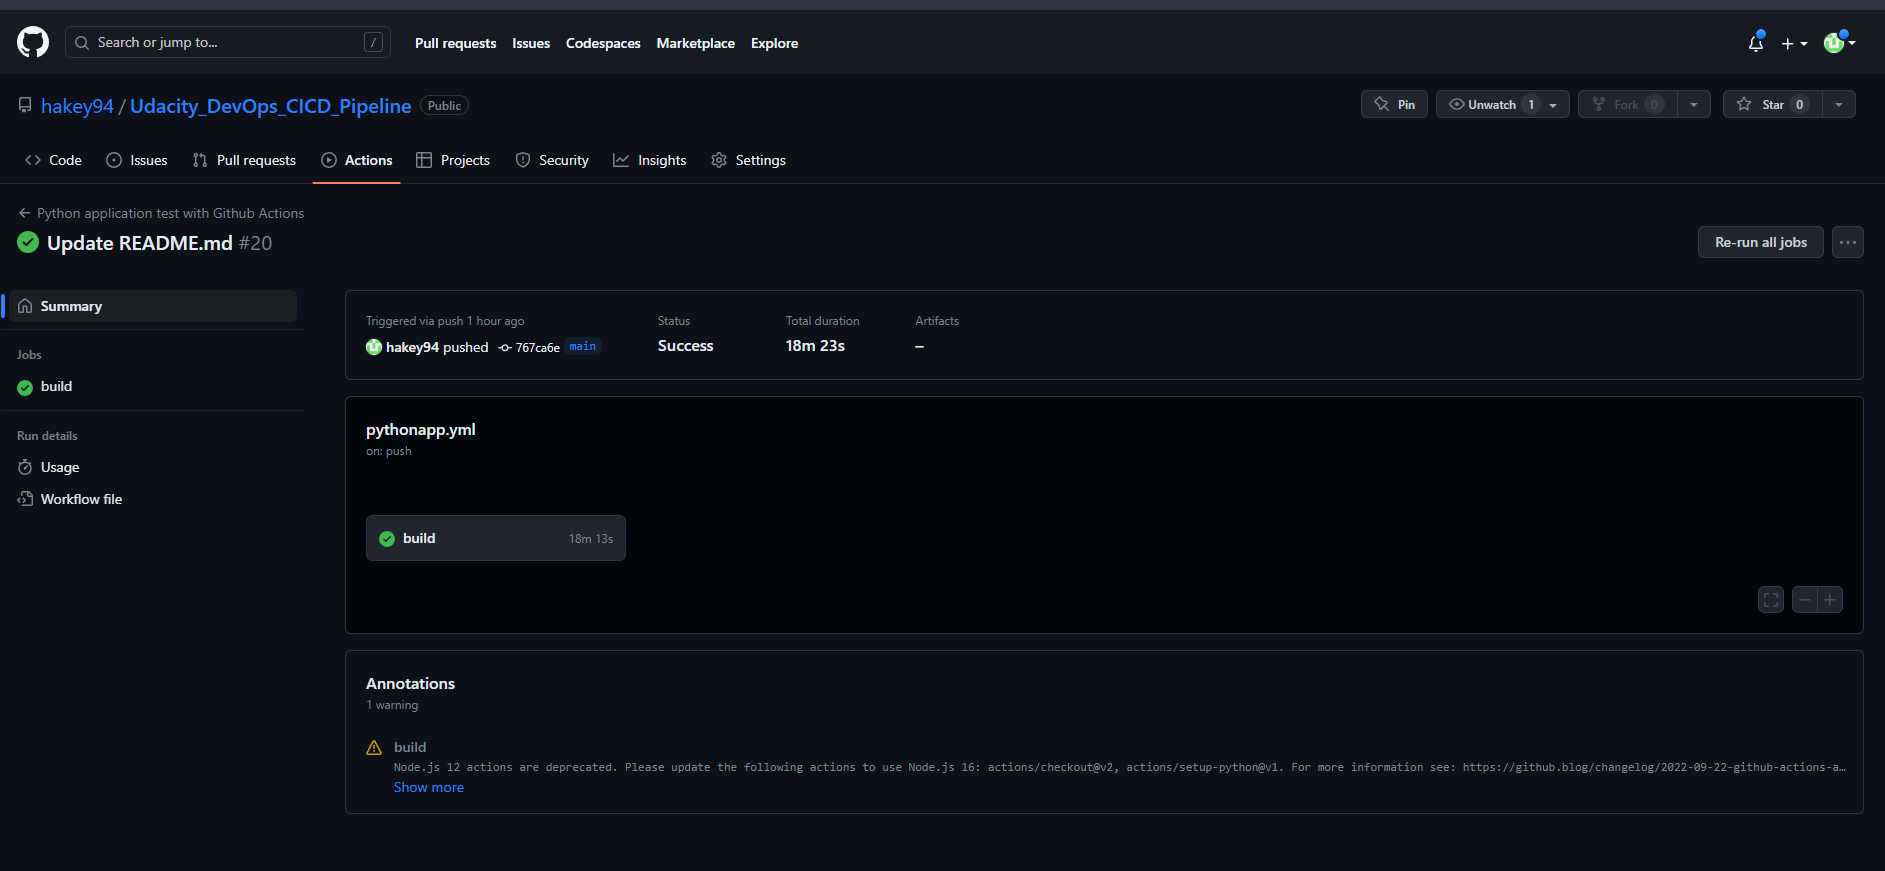 Search or jump to... /
Pull requests Issues Codespaces Marketplace Explore
hakey94 / Udacity_DevOps_CICD_Pipeline Public
Pin Unwatch 1 Fork 0 Star 0
Code Issues Pull requests Actions Projects Security Insights Settings
Python application test with Github Actions
Update README.md #20
Re-run all jobs
Summary
Jobs
build
Run details
Usage
Workflow file
Triggered via push 1 hour ago
hakey94 pushed 767ca6e main
Status
Success
Total duration
18m 23s
Artifacts
–
pythonapp.yml
on: push
build 18m 13s
Annotations
1 warning
build
Node.js 12 actions are deprecated. Please update the following actions to use Node.js 16: actions/checkout@v2, actions/setup-python@v1. For more information see: https://github.blog/changelog/2022-09-22-github-actions-a…
Show more